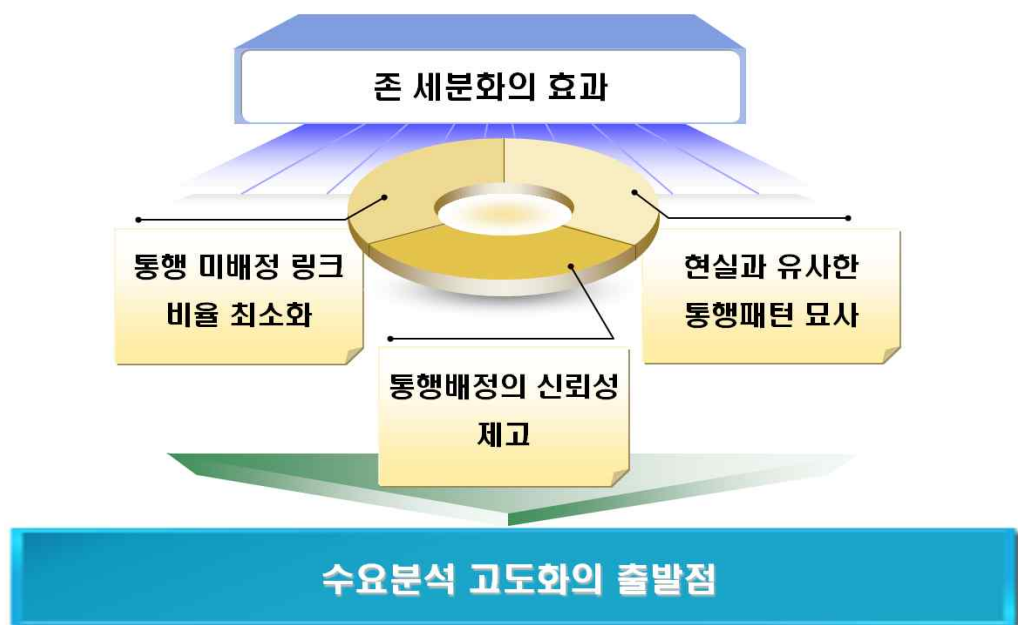 존 세분화의 효과
통행 미배정 링크
비율 최소화
현실과 유사한
통행패턴 묘사
통행배정의 신뢰성
제고
수요분석 고도화의 출발점